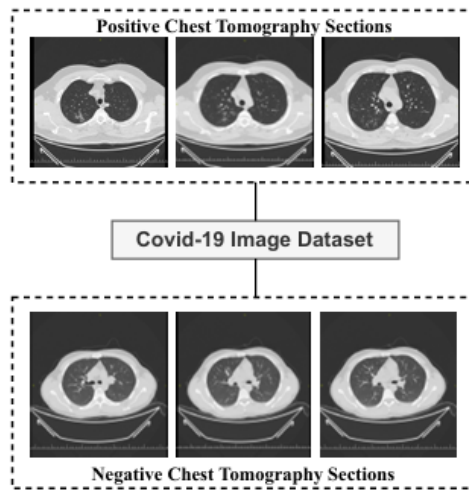 Positive Chest Tomography Sections
Covid-19 Image Dataset
Negative Chest Tomography Sections